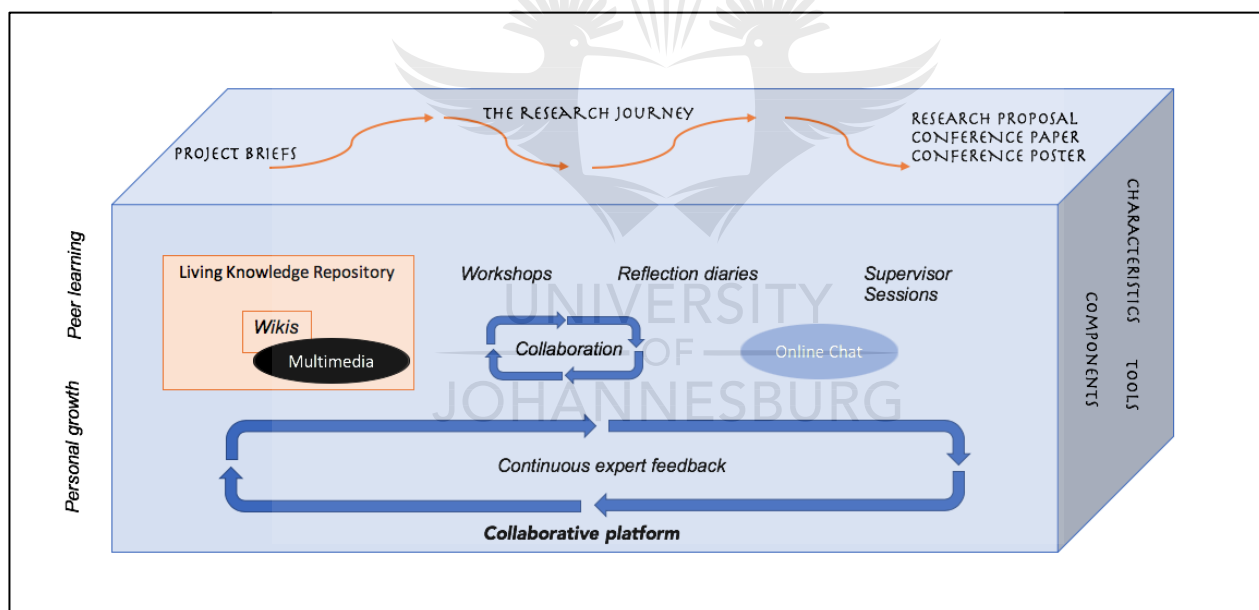 THE RESEARCH JOURNEY
PROJECT BRIEFS
RESEARCH PROPOSAL
CONFERENCE PAPER
CONFERENCE POSTER
CHARACTERISTICS TOOLS
COMPONENTS
Peer learning
Personal growth
Living Knowledge Repository
Wikis
Multimedia
Workshops
Reflection diaries
Supervisor
Sessions
Collaboration
Online Chat
UNIVERSITY
OF
JOHANNESBURG
Continuous expert feedback
Collaborative platform